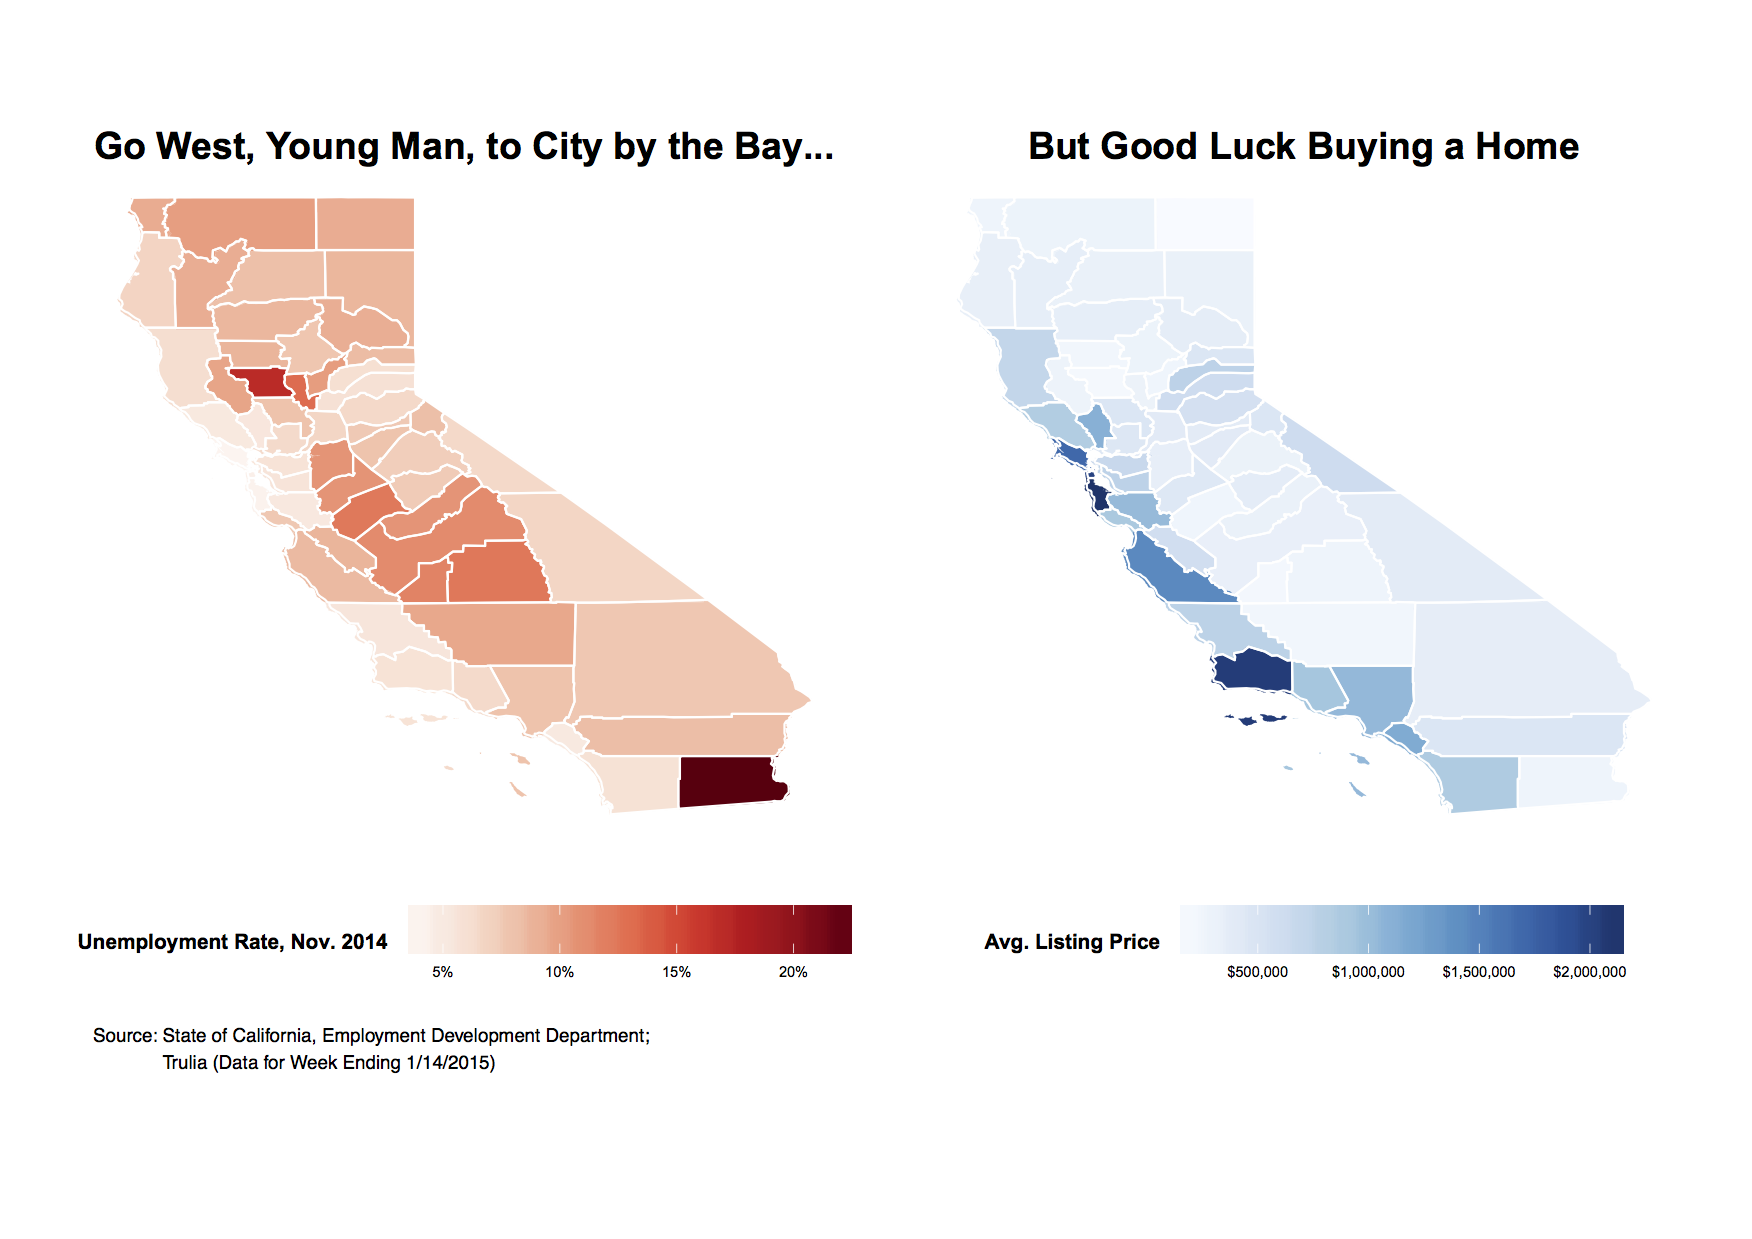 Go West, Young Man, to City by the Bay...
But Good Luck Buying a Home
Unemployment Rate, Nov. 2014
5% 10% 15% 20%
Avg. Listing Price
$500,000 $1,000,000 $1,500,000 $2,000,000
Source: State of California, Employment Development Department;
Trulia (Data for Week Ending 1/14/2015)